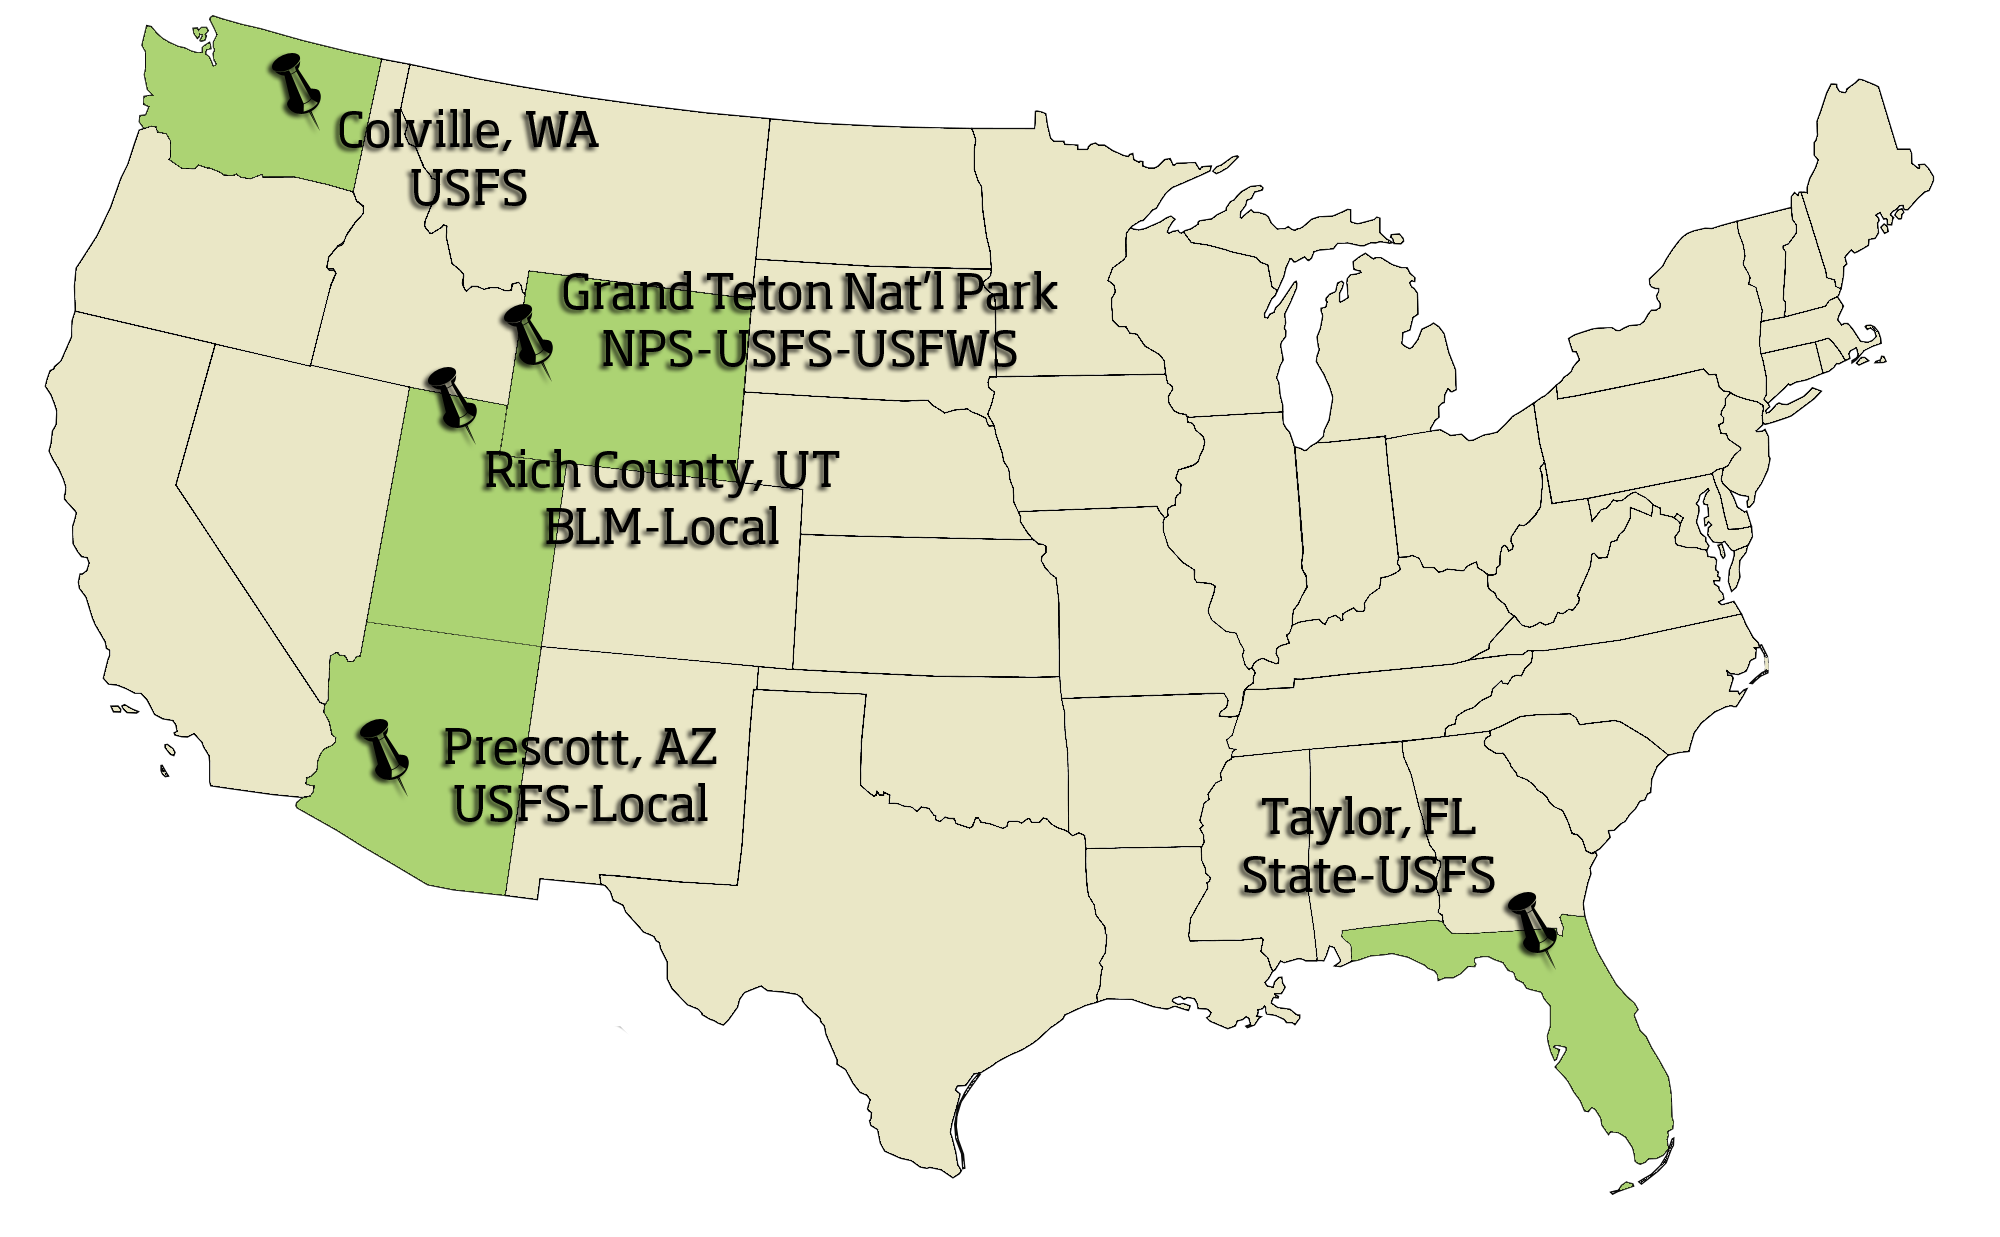 Colville, WA
USFS
Grand Teton Nat'l Park
NPS-USFS-USFWS
Rich County, UT
BLM-Local
Prescott, AZ
USFS-Local
Taylor, FL
State-USFS